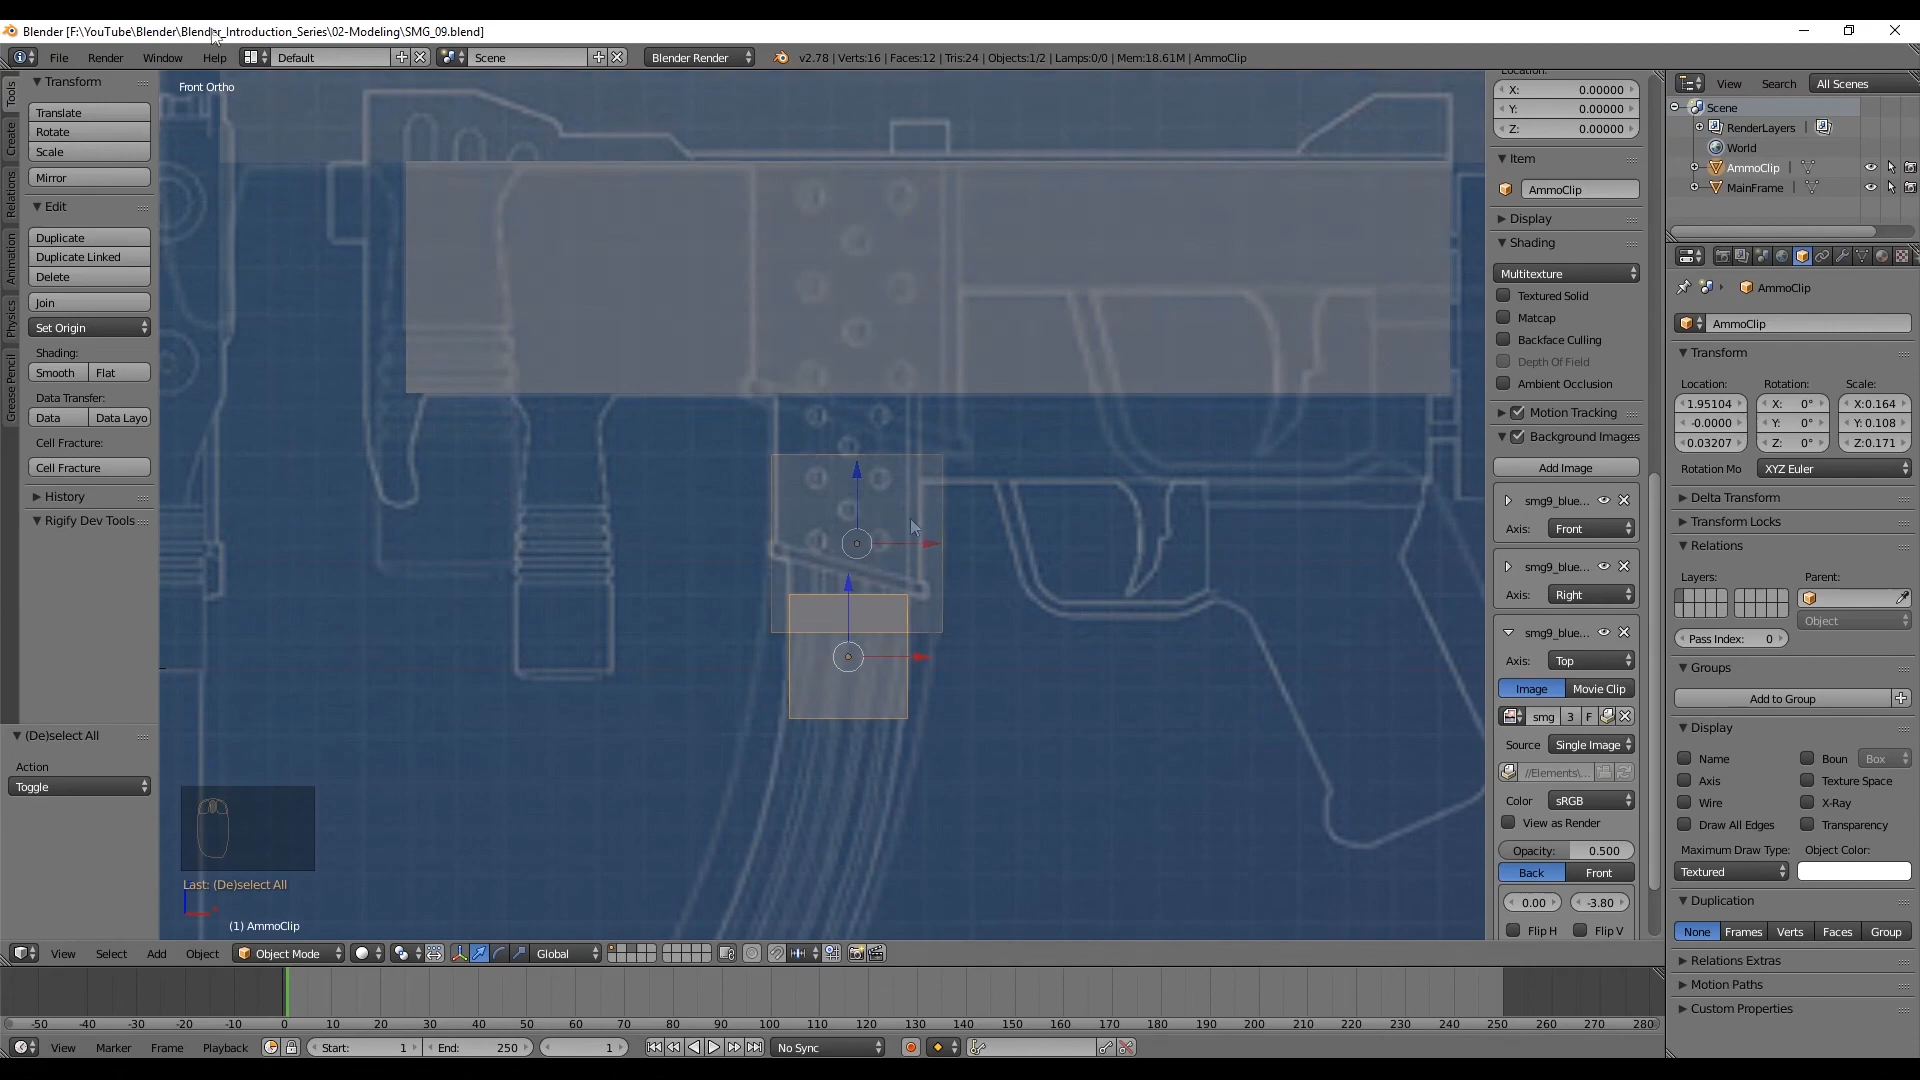 Blender [F:\YouTube\Blender\Blender_Introduction_Series\02-Modeling\SMG_09.blend]
File Render Window Help Default Scene Blender Render v2.78 | Verts:16 | Faces:12 | Tris:24 | Objects:1/2 | Lamps:0/0 | Mem:18.61M | AmmoClip
Tools
Create
Relations
Animation
Physics
Grease Pencil
Transform
Translate
Rotate
Scale
Mirror
Edit
Duplicate
Duplicate Linked
Delete
Join
Set Origin
Shading:
Smooth Flat
Data Transfer:
Data Data Layo
Cell Fracture:
Cell Fracture
History
Rigify Dev Tools
(De)select All
Action
Toggle
Front Ortho
Last: (De)select All
(1) AmmoClip
Location:
X: 0.00000
Y: 0.00000
Z: 0.00000
Item
AmmoClip
Display
Shading
Multitexture
Textured Solid
Matcap
Backface Culling
Depth Of Field
Ambient Occlusion
Motion Tracking
Background Images
Add Image
smg9_blue...
Axis: Front
smg9_blue...
Axis: Right
smg9_blue...
Axis: Top
Image Movie Clip
smg 3 F
Source Single Image
//Elements\...
Color sRGB
View as Render
Opacity: 0.500
Back Front
0.00 -3.80
Flip H Flip V
View Search All Scenes
Scene
RenderLayers |
World
AmmoClip |
MainFrame |
AmmoClip
AmmoClip
Transform
Location: Rotation: Scale:
1.95104 X: 0° X:0.164
-0.0000 Y: 0° Y: 0.108
0.03207 Z: 0° Z:0.171
Rotation Mo XYZ Euler
Delta Transform
Transform Locks
Relations
Layers: Parent:
Object
Pass Index: 0
Groups
Add to Group
Display
Name Boun Box
Axis Texture Space
Wire X-Ray
Draw All Edges Transparency
Maximum Draw Type: Object Color:
Textured
Duplication
None Frames Verts Faces Group
Relations Extras
Motion Paths
Custom Properties
View Select Add Object Object Mode Global
-50 -40 -30 -20 -10 0 10 20 30 40 50 60 70 80 90 100 110 120 130 140 150 160 170 180 190 200 210 220 230 240 250 260 270 280
View Marker Frame Playback Start: 1 End: 250 1 No Sync